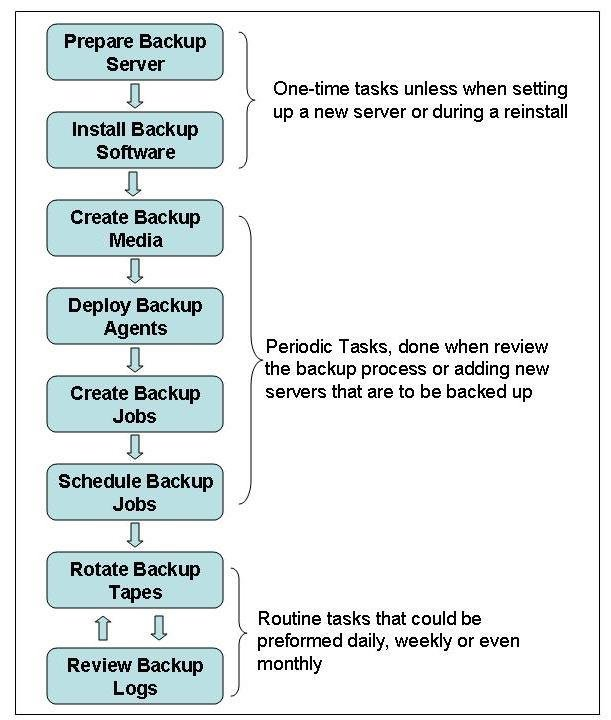 Prepare Backup
Server
One-time tasks unless when setting
up a new server or during a reinstall
Install Backup
Software
Create Backup
Media
Deploy Backup
Agents
Periodic Tasks, done when review
the backup process or adding new
servers that are to be backed up
Create Backup
Jobs
Schedule Backup
Jobs
Rotate Backup
Tapes
Routine tasks that could be
preformed daily, weekly or even
monthly
Review Backup
Logs